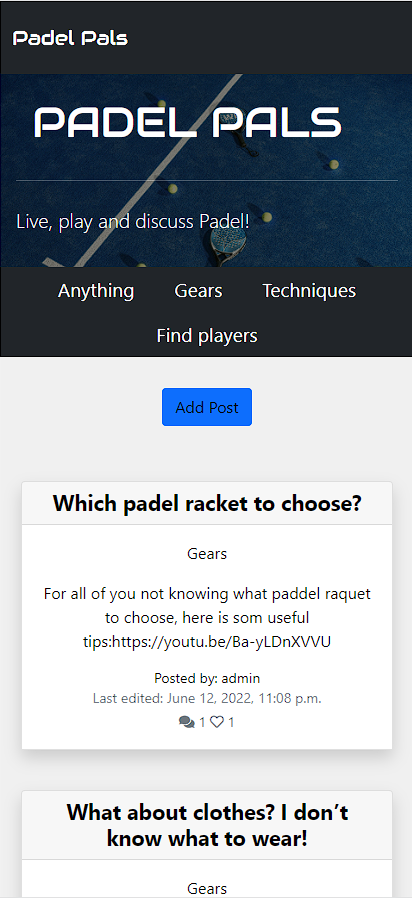 Padel Pals
PADEL PALS
Live, play and discuss Padel!
Anything Gears Techniques
Find players
Add Post
Which padel racket to choose?
Gears
For all of you not knowing what paddel raquet
to choose, here is som useful
tips:https://youtu.be/Ba-yLDnXVVU
Posted by: admin
Last edited: June 12, 2022, 11:08 p.m.
1 1
What about clothes? I don’t
know what to wear!
Gears